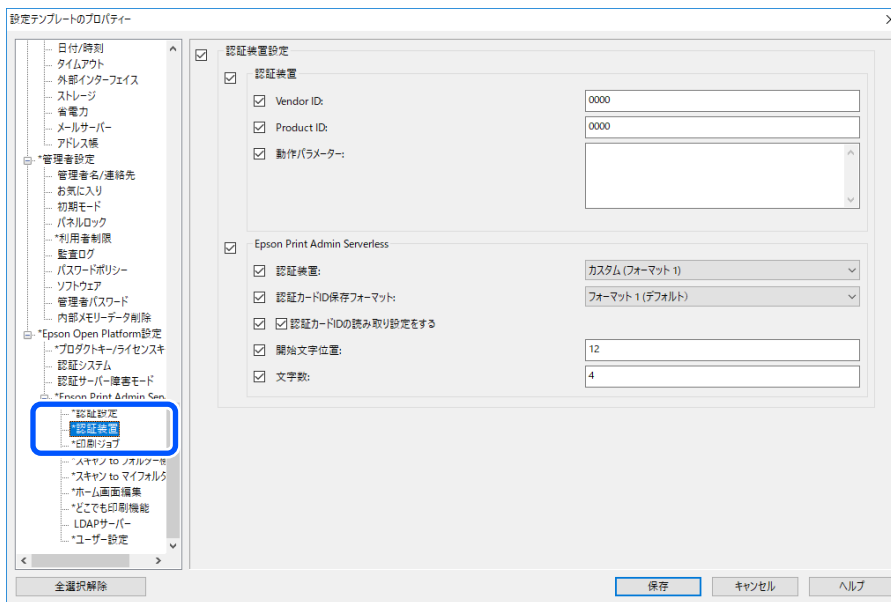 設定テンプレートのプロパティー
日付/時刻
タイムアウト
外部インターフェイス
ストレージ
省電力
メールサーバー
アドレス帳
*管理者設定
管理者名/連絡先
お気に入り
初期モード
パネルロック
*利用者制限
監査ログ
パスワードポリシー
ソフトウェア
管理者パスワード
内部メモリーデータ削除
*Epson Open Platform設定
*プロダクトキー/ライセンスキ
認証システム
認証サーバー障害モード
*Epson Print Admin Ser
*認証設定
*認証装置
*印刷ジョブ
*スキャン to フォルダー機
*スキャン to マイフォルダ
*ホーム画面編集
*どこでも印刷機能
LDAPサーバー
*ユーザー設定
全選択解除
認証装置設定
認証装置
Vendor ID: 0000
Product ID: 0000
動作パラメーター:
Epson Print Admin Serverless
認証装置: カスタム (フォーマット 1)
認証カードID保存フォーマット: フォーマット 1 (デフォルト)
認証カードIDの読み取り設定をする
開始文字位置: 12
文字数: 4
保存 キャンセル ヘルプ